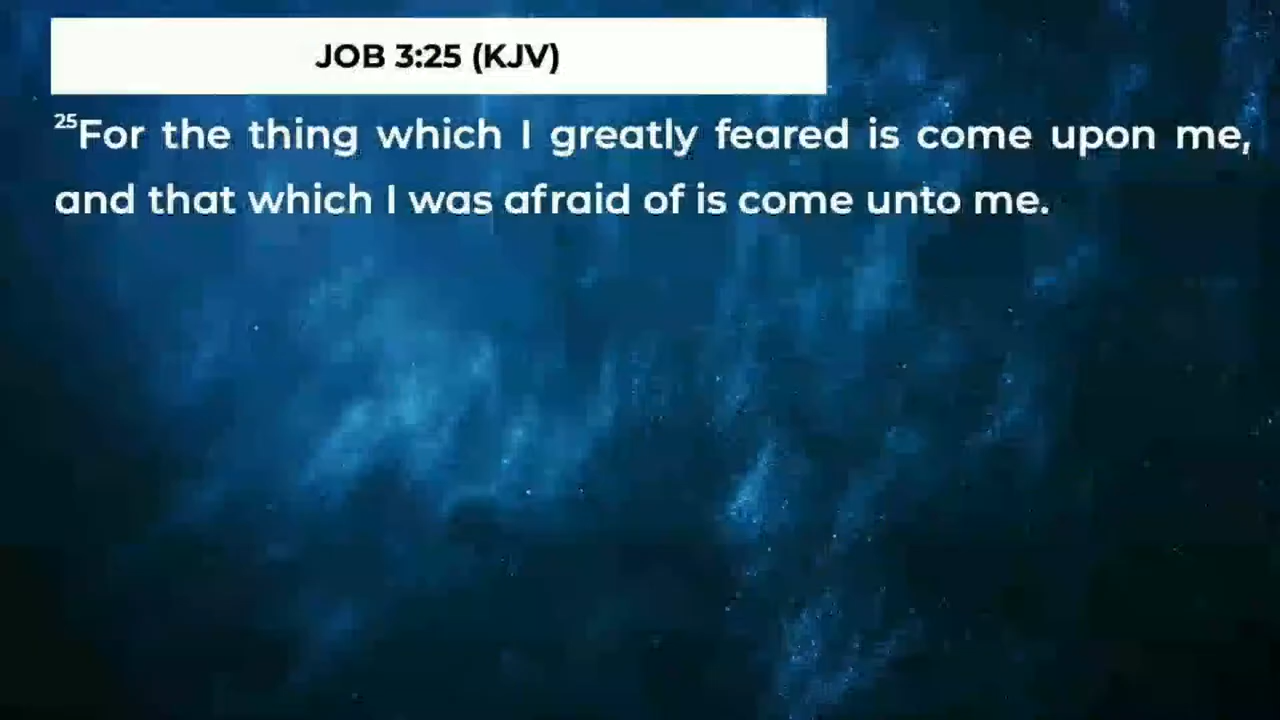 JOB 3:25 (KJV)
²⁵For the thing which I greatly feared is come upon me,
and that which I was afraid of is come unto me.